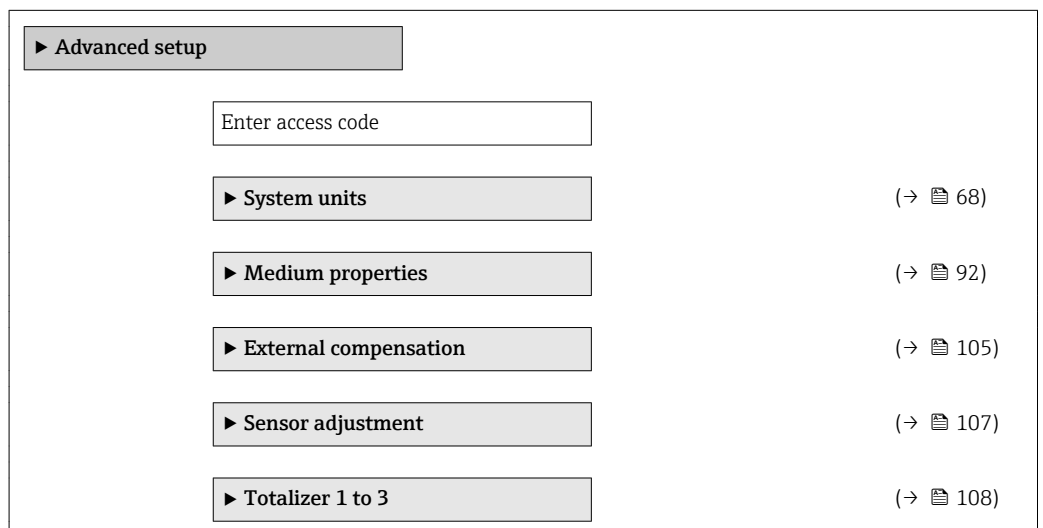 ► Advanced setup
Enter access code
► System units (→ 🖹 68)
► Medium properties (→ 🖹 92)
► External compensation (→ 🖹 105)
► Sensor adjustment (→ 🖹 107)
► Totalizer 1 to 3 (→ 🖹 108)